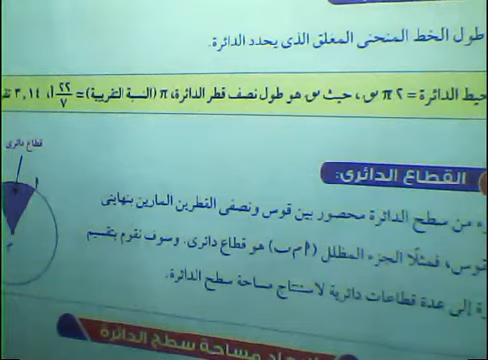 طول الخط المنحنى المغلق الذى يحدد الدائرة.
حيط الدائرة = ٢ π س ، حيث س هو طول نصف قطر الدائرة، π (النسبة التقريبية) = ٢٢/٧ أ، ٣,١٤ تقر
قطاع دائرى
القطاع الدائرى:
ء من سطح الدائرة محصور بين قوس ونصفى القطرين المارين بنهايتى
قوس، فمثلًا الجزء المظلل (أ م ب) هو قطاع دائرى. وسوف نقوم بتقسيم
م
ة إلى عدة قطاعات دائرية لاستنتاج مساحة سطح الدائرة.
مساحة سطح الدائرة